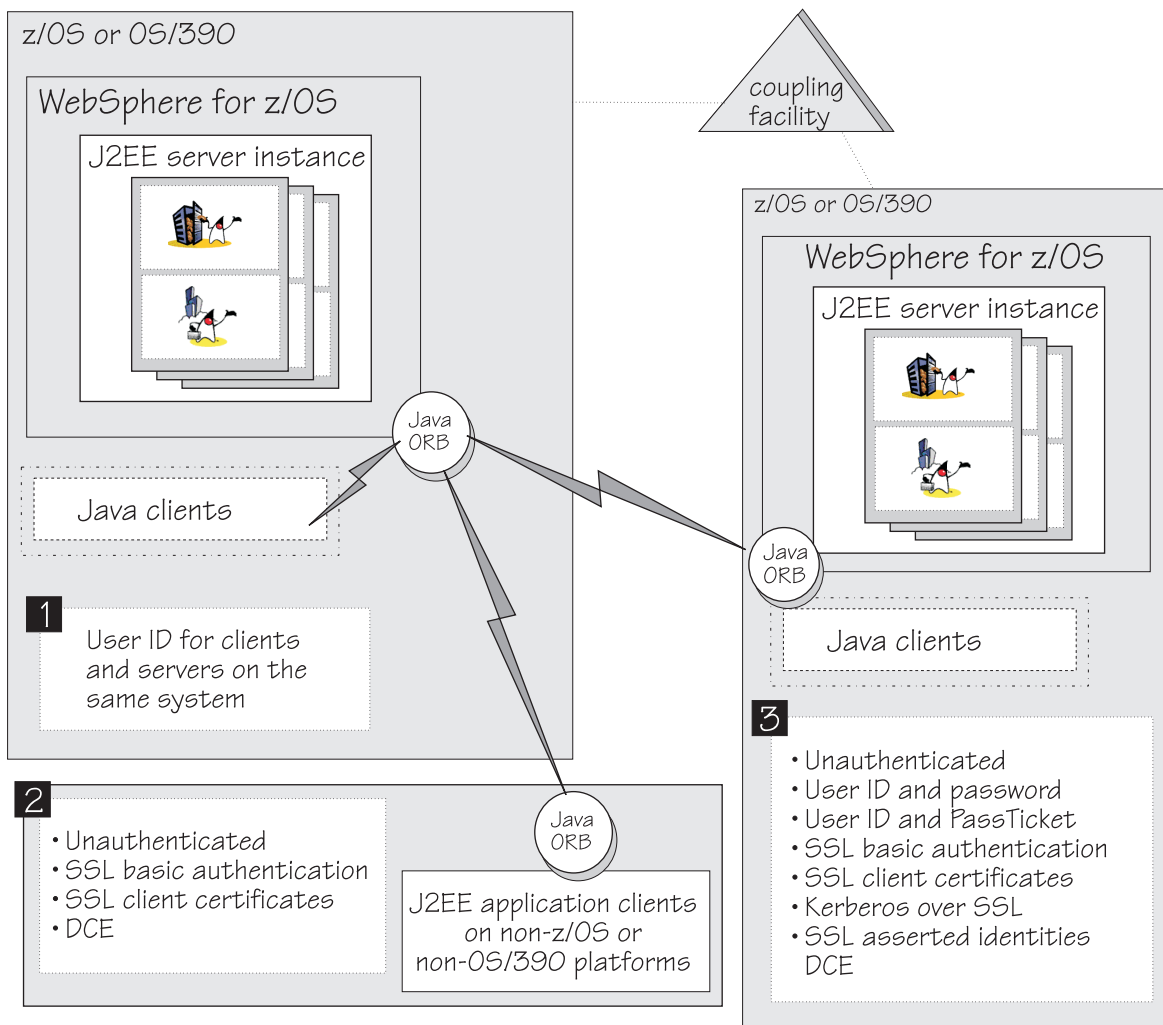 z/OS or OS/390
WebSphere for z/OS
J2EE server instance
Java
ORB
Java clients
1
User ID for clients
and servers on the
same system
coupling
facility
z/OS or OS/390
WebSphere for z/OS
J2EE server instance
Java
ORB
Java clients
2
• Unauthenticated
• SSL basic authentication
• SSL client certificates
• DCE
Java
ORB
J2EE application clients
on non-z/OS or
non-OS/390 platforms
3
• Unauthenticated
• User ID and password
• User ID and PassTicket
• SSL basic authentication
• SSL client certificates
• Kerberos over SSL
• SSL asserted identities
DCE